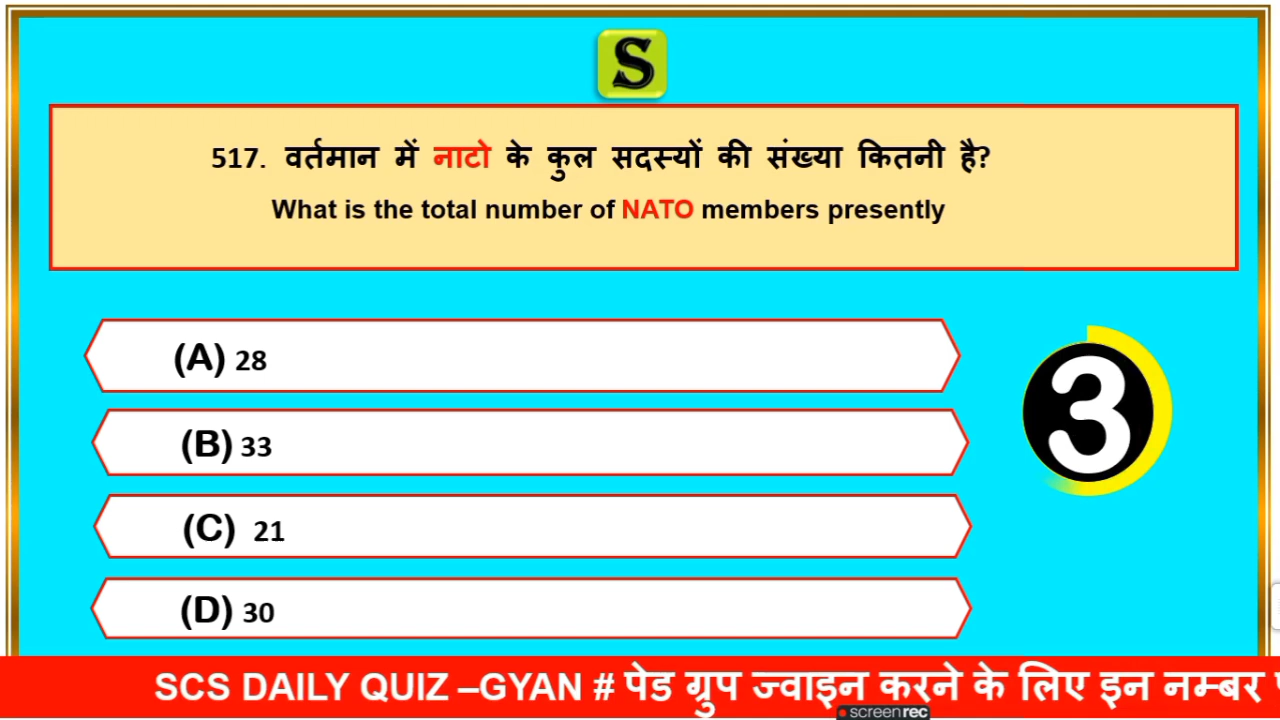 S
517. वर्तमान में नाटो के कुल सदस्यों की संख्या कितनी है?
What is the total number of NATO members presently
(A) 28
(B) 33
3
(C) 21
(D) 30
SCS DAILY QUIZ –GYAN # पेड ग्रुप ज्वाइन करने के लिए इन नम्बर
screenrec